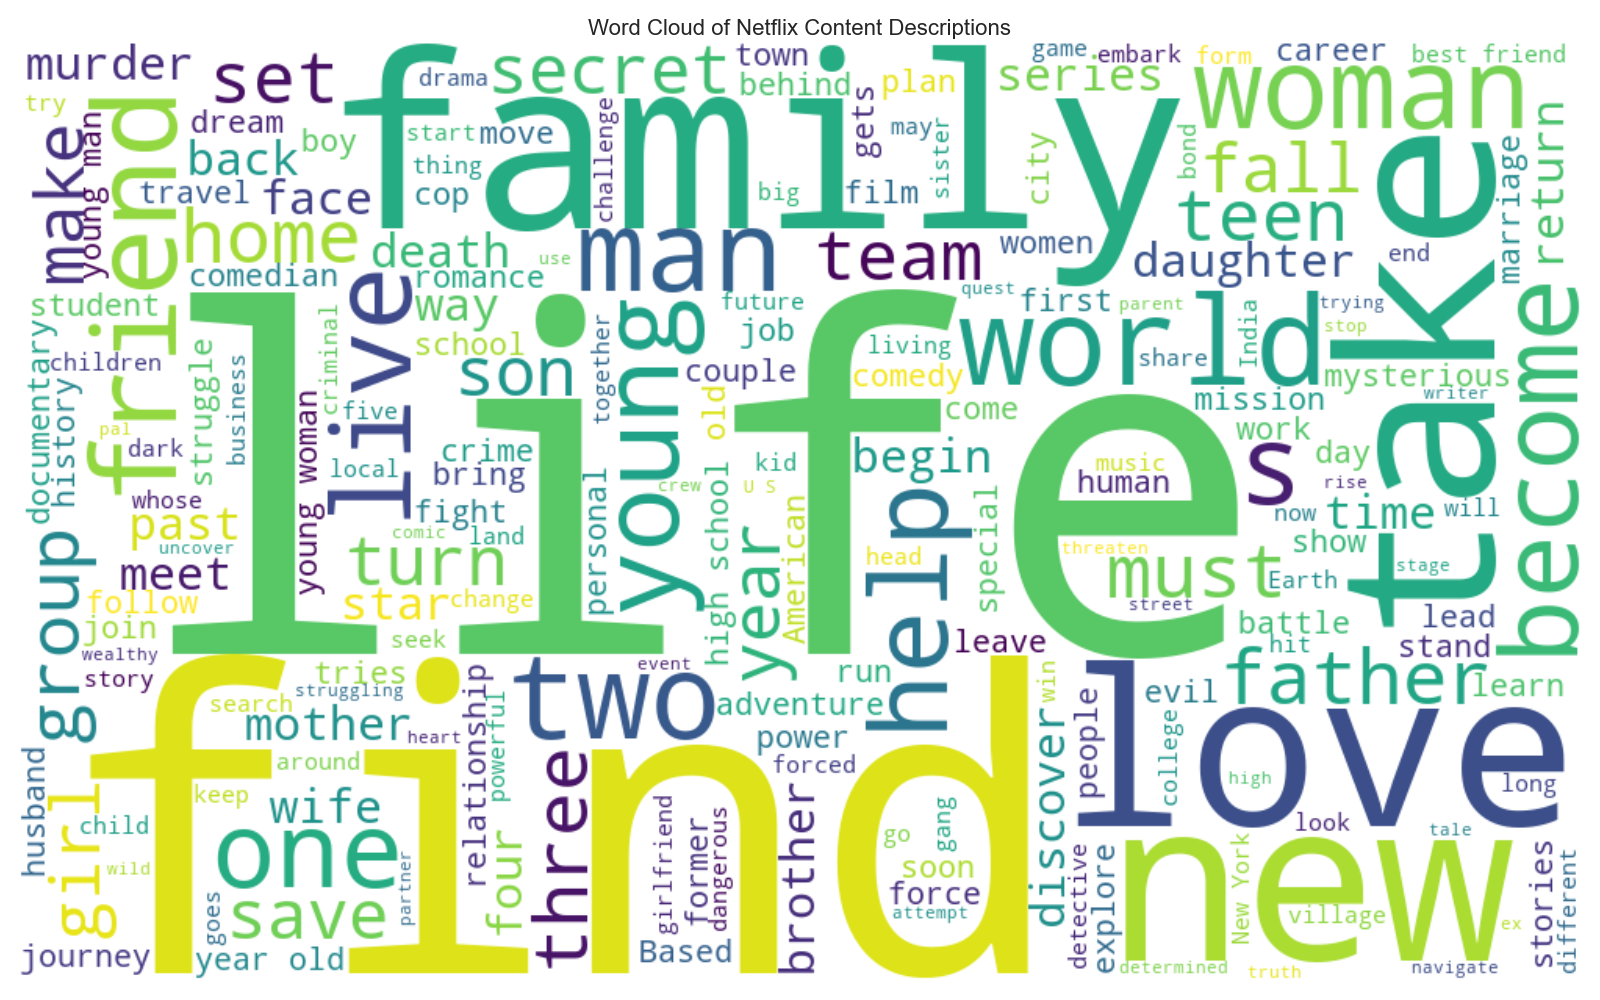 Word Cloud of Netflix Content Descriptions
murder
set
family
secret
town
behind
plan
game
embark
form
career
best friend
series
woman
drama
try
make
young man
friend
dream
boy
start
move
challenge
gets
may
sister
city
bond
fall
take
marriage
return
back
thing
travel
face
cop
big
film
teen
home
death
use
man
team
women
daughter
end
become
comedian
romance
student
live
way
young
future
quest
first
parent
trying
documentary
children
history
struggle
business
criminal
school
together
job
living
world
share
India
stop
mysterious
life
son
couple
comedy
old
come
mission
writer
pal
dark
five
crime
local
bring
personal
crew
kid
U S
begin
work
day
s
music
human
rise
whose
past
young woman
fight
high school
American
special
now
time
will
uncover
comic
land
turn
year
head
help
threaten
must
show
Earth
stage
group
meet
follow
join
star
change
seek
street
battle
lead
hit
stand
leave
wealthy
story
find
tries
struggling
search
mother
relationship
heart
powerful
event
two
adventure
run
power
forced
win
people
evil
father
learn
love
college
high
long
husband
girl
child
wild
around
keep
wife
one
save
goes
partner
four
three
girlfriend
former
dangerous
brother
go
gang
soon
force
attempt
discover
detective
explore
new
New York
village
look
tale
ex
stories
different
journey
year old
Based
determined
truth
navigate